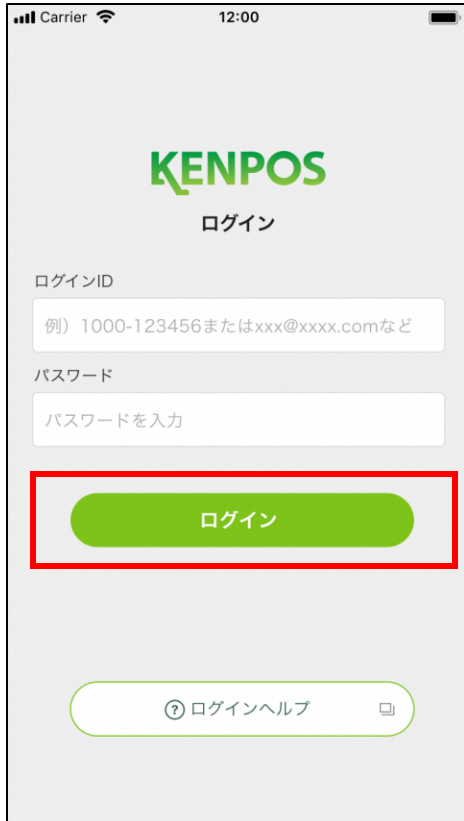 Carrier 12:00
KENPOS
ログイン
ログインID
例）1000-123456またはxxx@xxxx.comなど
パスワード
パスワードを入力
ログイン
? ログインヘルプ